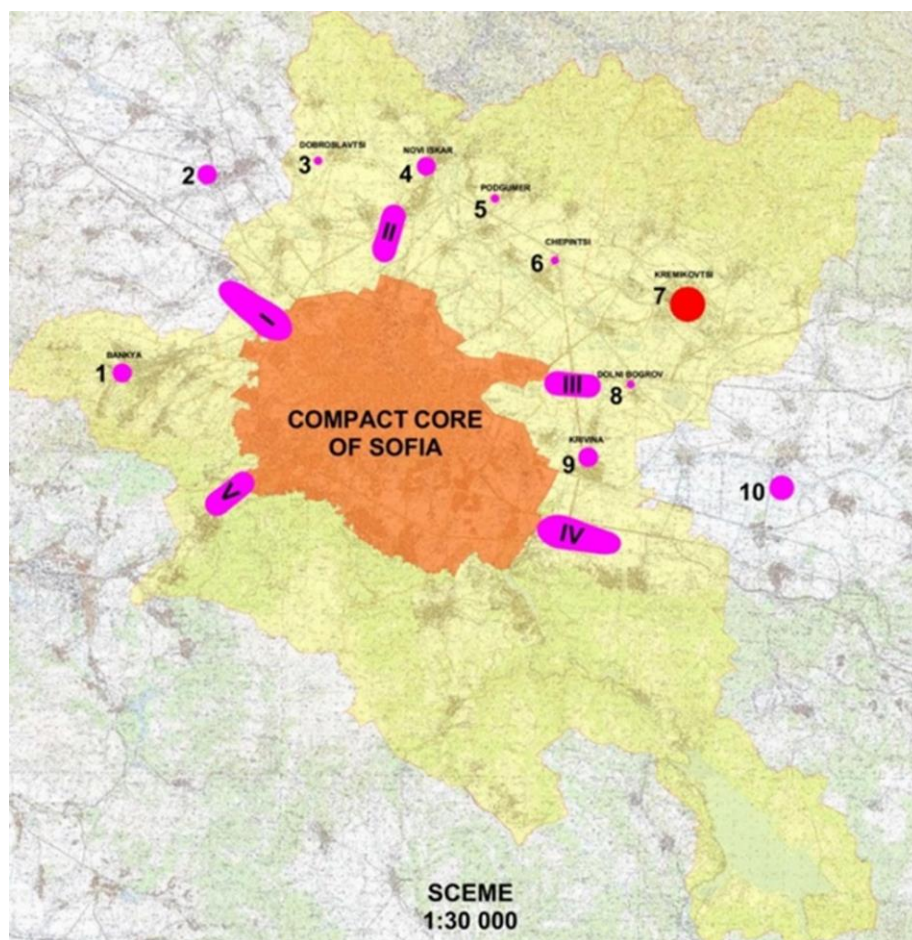 DOBROSLAVTSI
3
NOVI ISKAR
4
2
PODGUMER
5
II
CHEPINTSI
6
KREMIKOVTSI
7
I
BANKYA
1
III
DOLNI BOGROV
8
COMPACT CORE
OF SOFIA
KRIVINA
9
10
V
IV
SCEME
1:30 000